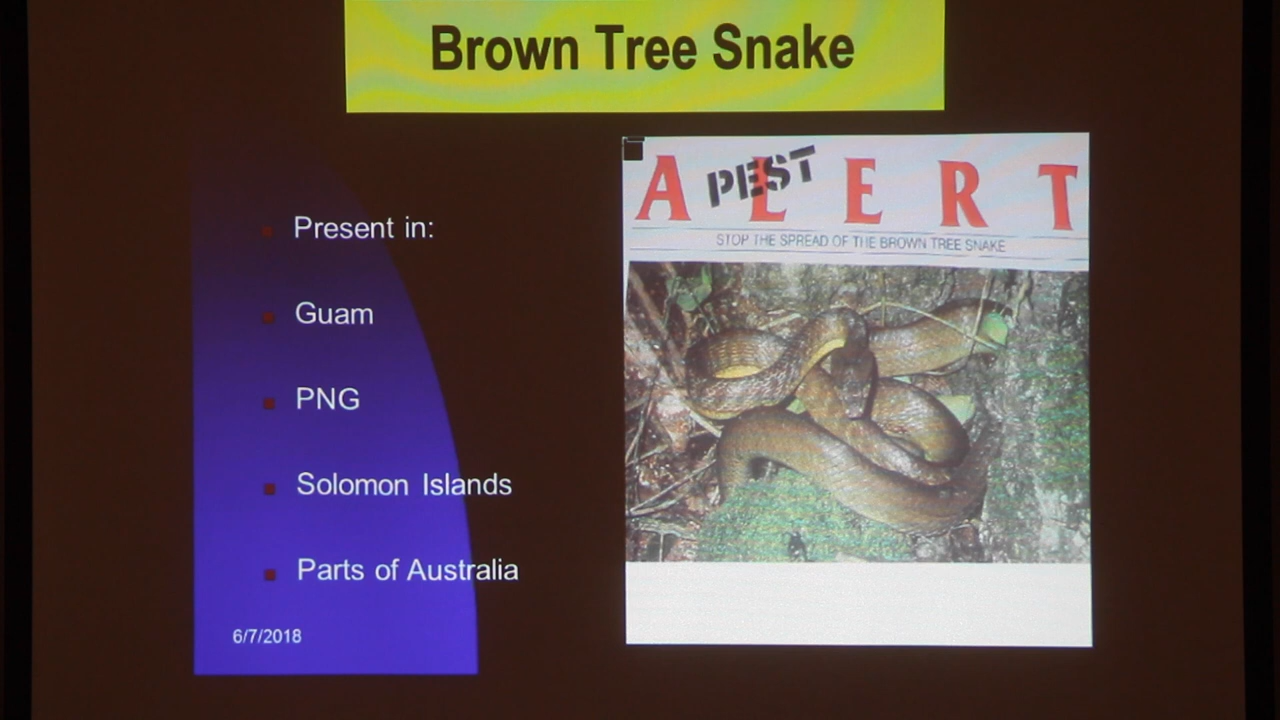 Brown Tree Snake
Present in:
Guam
PNG
Solomon Islands
Parts of Australia
6/7/2018
PEST
ALERT
STOP THE SPREAD OF THE BROWN TREE SNAKE